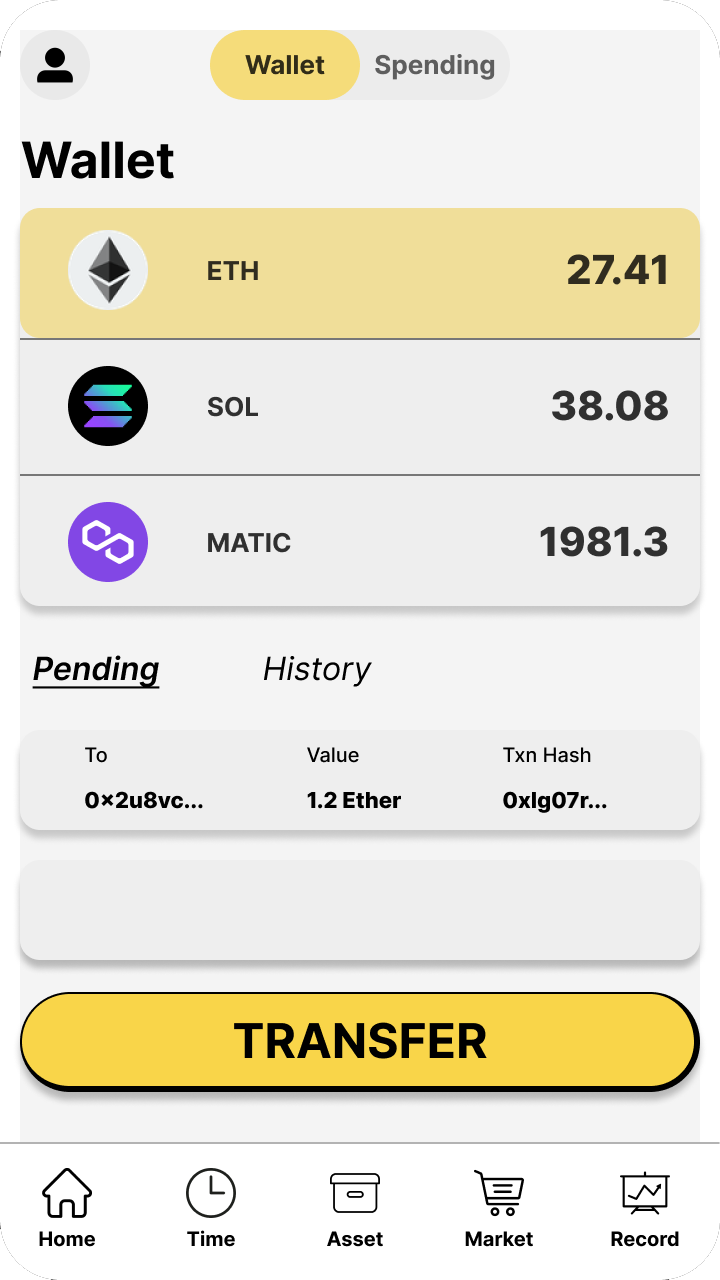 Wallet Spending
Wallet
ETH 27.41
SOL 38.08
MATIC 1981.3
Pending History
To Value Txn Hash
0×2u8vc... 1.2 Ether 0xlg07r...
TRANSFER
Home Time Asset Market Record